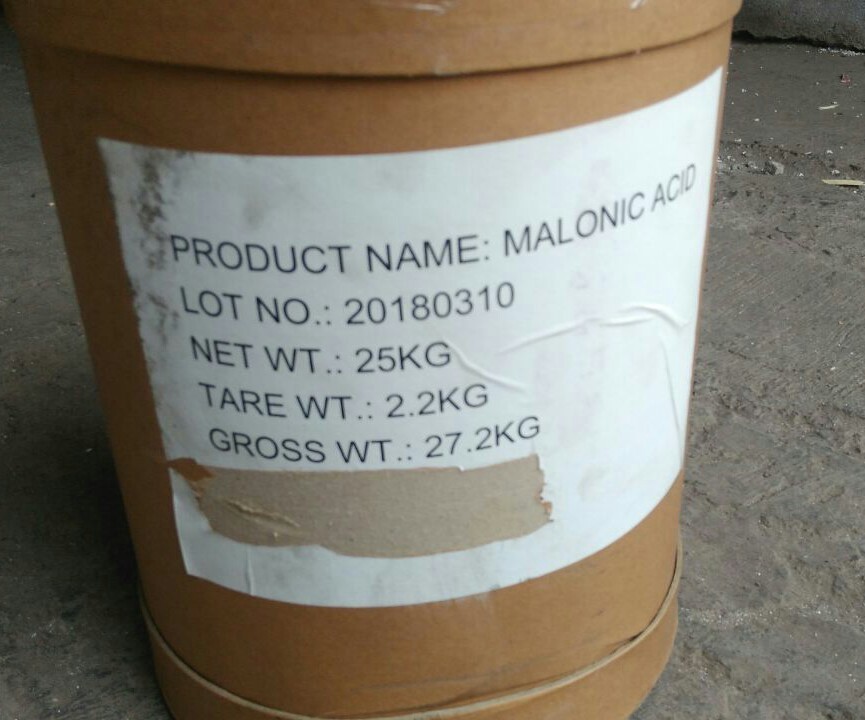 PRODUCT NAME: MALONIC ACID
LOT NO.: 20180310
NET WT.: 25KG
TARE WT.: 2.2KG
GROSS WT.: 27.2KG